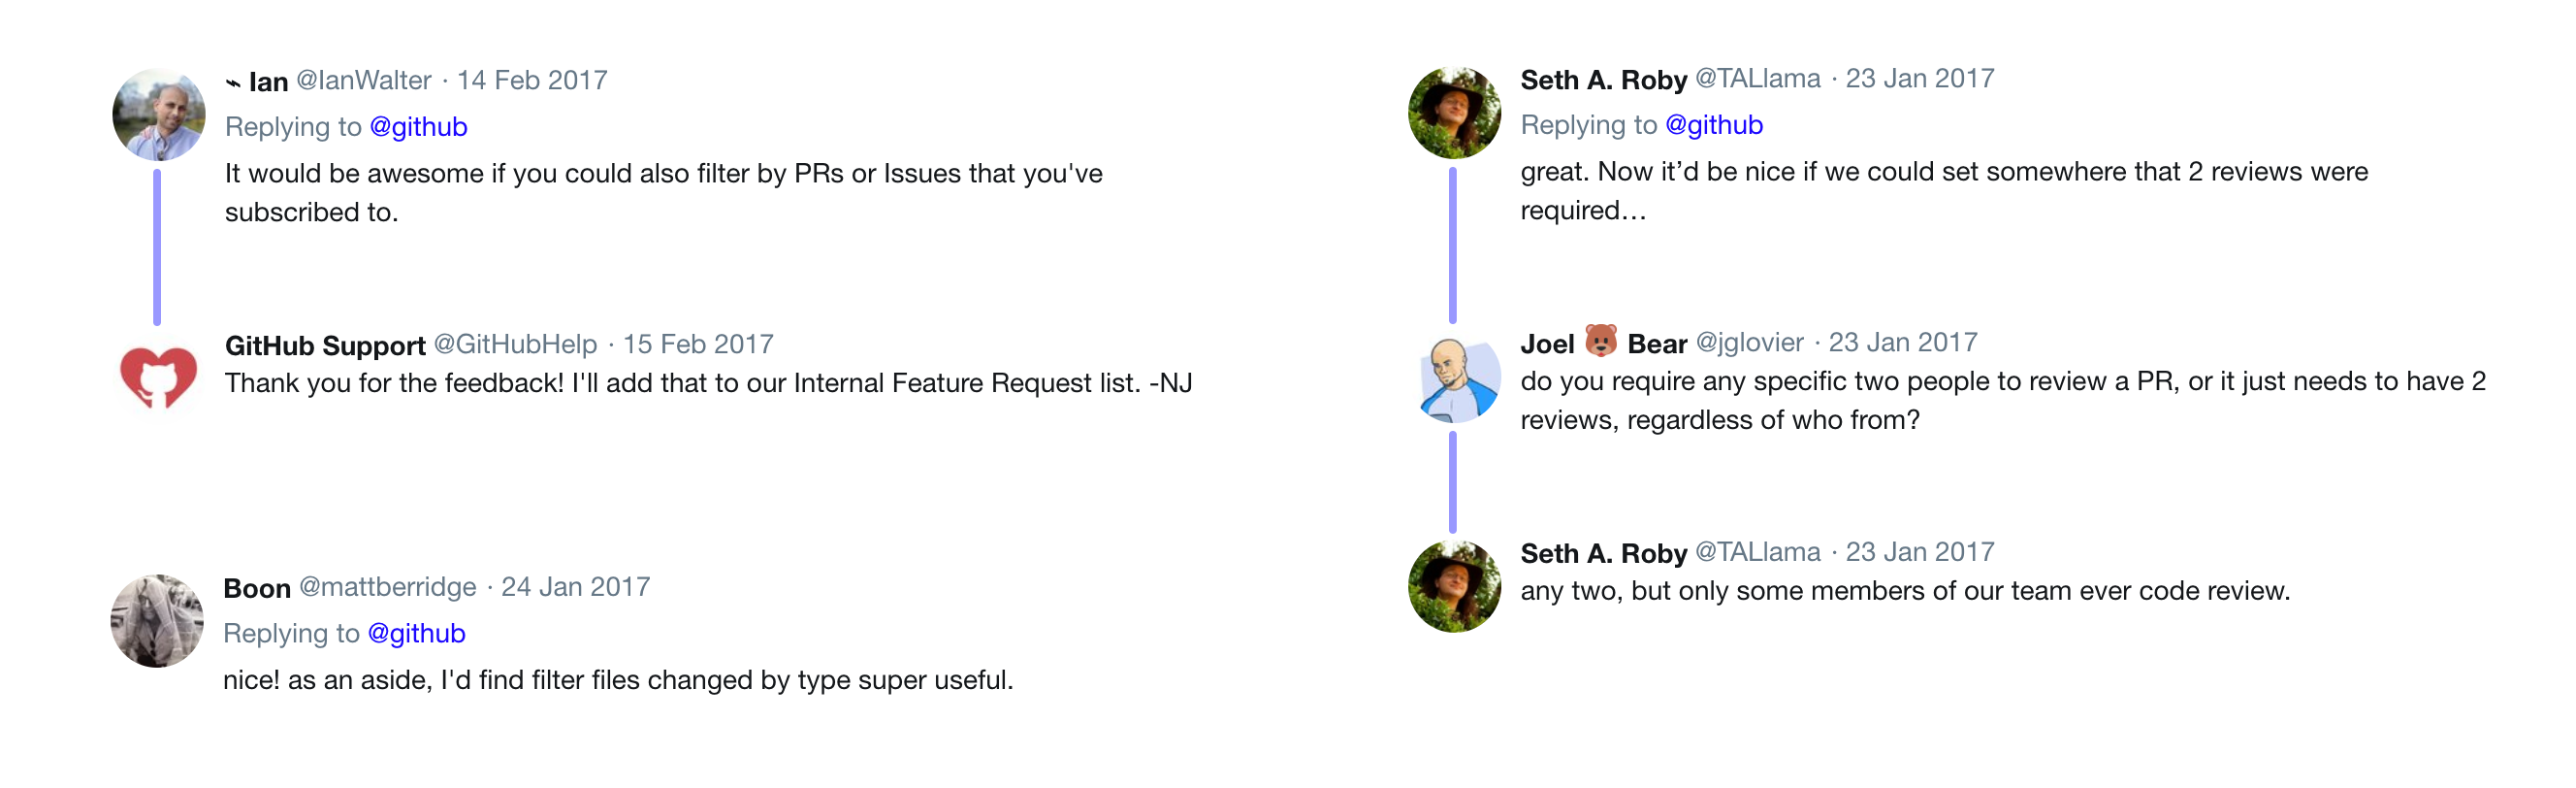 ⌁ Ian @IanWalter · 14 Feb 2017
Replying to @github
It would be awesome if you could also filter by PRs or Issues that you've
subscribed to.
GitHub Support @GitHubHelp · 15 Feb 2017
Thank you for the feedback! I'll add that to our Internal Feature Request list. -NJ
Boon @mattberridge · 24 Jan 2017
Replying to @github
nice! as an aside, I'd find filter files changed by type super useful.
Seth A. Roby @TALlama · 23 Jan 2017
Replying to @github
great. Now it’d be nice if we could set somewhere that 2 reviews were
required…
Joel 🐻 Bear @jglovier · 23 Jan 2017
do you require any specific two people to review a PR, or it just needs to have 2
reviews, regardless of who from?
Seth A. Roby @TALlama · 23 Jan 2017
any two, but only some members of our team ever code review.